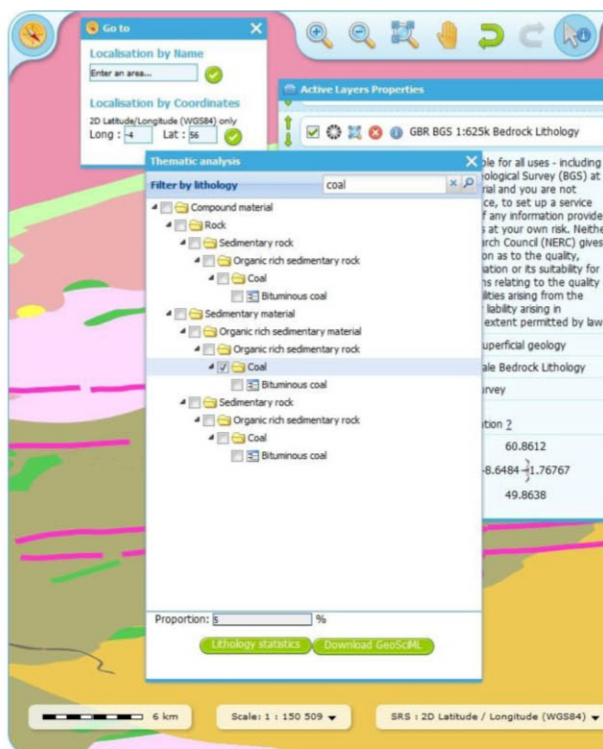 Go to
Localisation by Name
Enter an area...
Localisation by Coordinates
2D Latitude/Longitude (WGS84) only
Long : -4 Lat : 56
Active Layers Properties
GBR BGS 1:625k Bedrock Lithology
Thematic analysis
Filter by lithology coal
Compound material
Rock
Sedimentary rock
Organic rich sedimentary rock
Coal
Bituminous coal
Sedimentary material
Organic rich sedimentary material
Organic rich sedimentary rock
Coal
Bituminous coal
Sedimentary rock
Organic rich sedimentary rock
Coal
Bituminous coal
ble for all uses - including
ological Survey (BGS) at
rial and you are not
ce, to set up a service
f any information provide
s at your own risk. Neithe
rch Council (NERC) gives
on as to the quality,
ation or its suitability for
ns relating to the quality
ilities arising from the
liability arising in
extent permitted by law
uperficial geology
ale Bedrock Lithology
urvey
ation ?
60.8612
-8.6484 1.76767
49.8638
Proportion: 5 %
Lithology statistics Download GeoSciML
6 km Scale: 1 : 150 509 SRS : 2D Latitude / Longitude (WGS84)